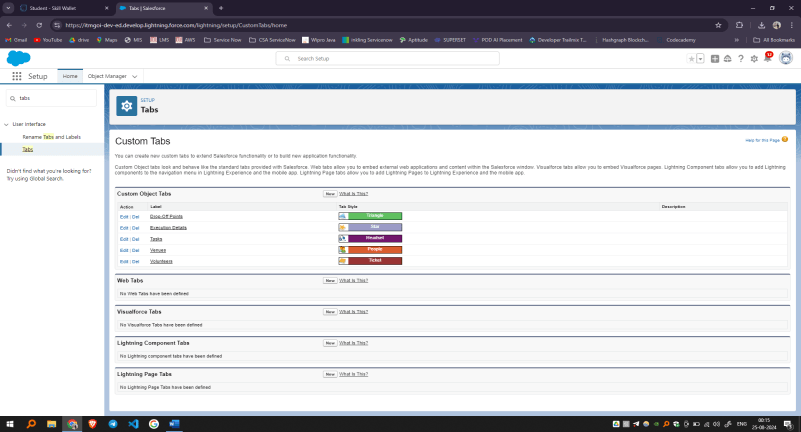 Student - Skill Wallet
Tabs | Salesforce
https://itmgoi-dev-ed.develop.lightning.force.com/lightning/setup/CustomTabs/home
Gmail YouTube drive Maps MIS LMS AWS Service Now CSA ServiceNow Wipro Java inkling Servicenow Aptitude SUPERSET POD AI Placement Developer Trailmix T... Hashgraph Blockch... Codecademy » All Bookmarks
Search Setup
Setup Home Object Manager
tabs
User Interface
Rename Tabs and Labels
Tabs
Didn't find what you're looking for?
Try using Global Search.
SETUP
Tabs
Custom Tabs
Help for this Page
You can create new custom tabs to extend Salesforce functionality or to build new application functionality.
Custom Object tabs look and behave like the standard tabs provided with Salesforce. Web tabs allow you to embed external web applications and content within the Salesforce window. Visualforce tabs allow you to embed Visualforce pages. Lightning Component tabs allow you to add Lightning
components to the navigation menu in Lightning Experience and the mobile app. Lightning Page tabs allow you to add Lightning Pages to Lightning Experience and the mobile app.
Custom Object Tabs New What Is This?
Action Label Tab Style Description
Edit | Del Drop-Off Points Triangle
Edit | Del Execution Details
Edit | Del Tasks Headset
Edit | Del Venues People
Edit | Del Volunteers Ticket
Web Tabs New What Is This?
No Web Tabs have been defined
Visualforce Tabs New What Is This?
No Visualforce Tabs have been defined
Lightning Component Tabs New What Is This?
No Lightning component tabs have been defined
Lightning Page Tabs New What Is This?
No Lightning Page Tabs have been defined
ENG
00:15
25-08-2024